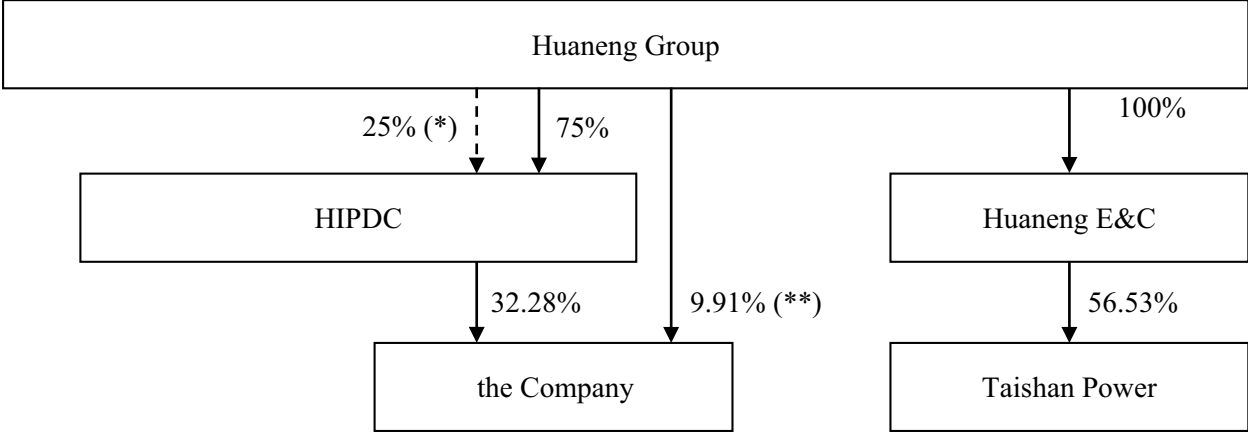 Huaneng Group
25% (*)
75%
100%
HIPDC
Huaneng E&C
32.28%
9.91% (**)
56.53%
the Company
Taishan Power